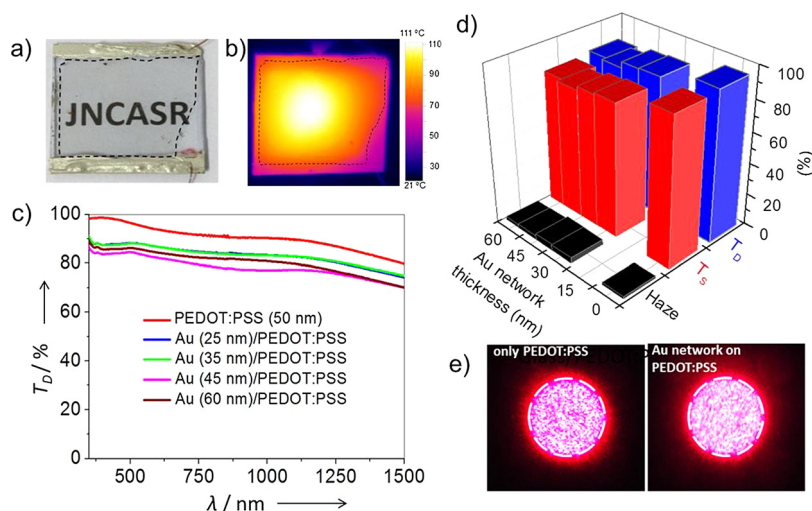 a)
JNCASR
b)
111 ºC
110
90
70
50
30
21 ºC
c)
100
80
60
40
20
0
T_D / %
500
750
1000
1250
1500
λ / nm
PEDOT:PSS (50 nm)
Au (25 nm)/PEDOT:PSS
Au (35 nm)/PEDOT:PSS
Au (45 nm)/PEDOT:PSS
Au (60 nm)/PEDOT:PSS
d)
100
80
60
40
20
0
(%)
60
45
30
15
0
Au network
thickness (nm)
Haze
T_S
T_D
e)
only PEDOT:PSS
Au network on
PEDOT:PSS